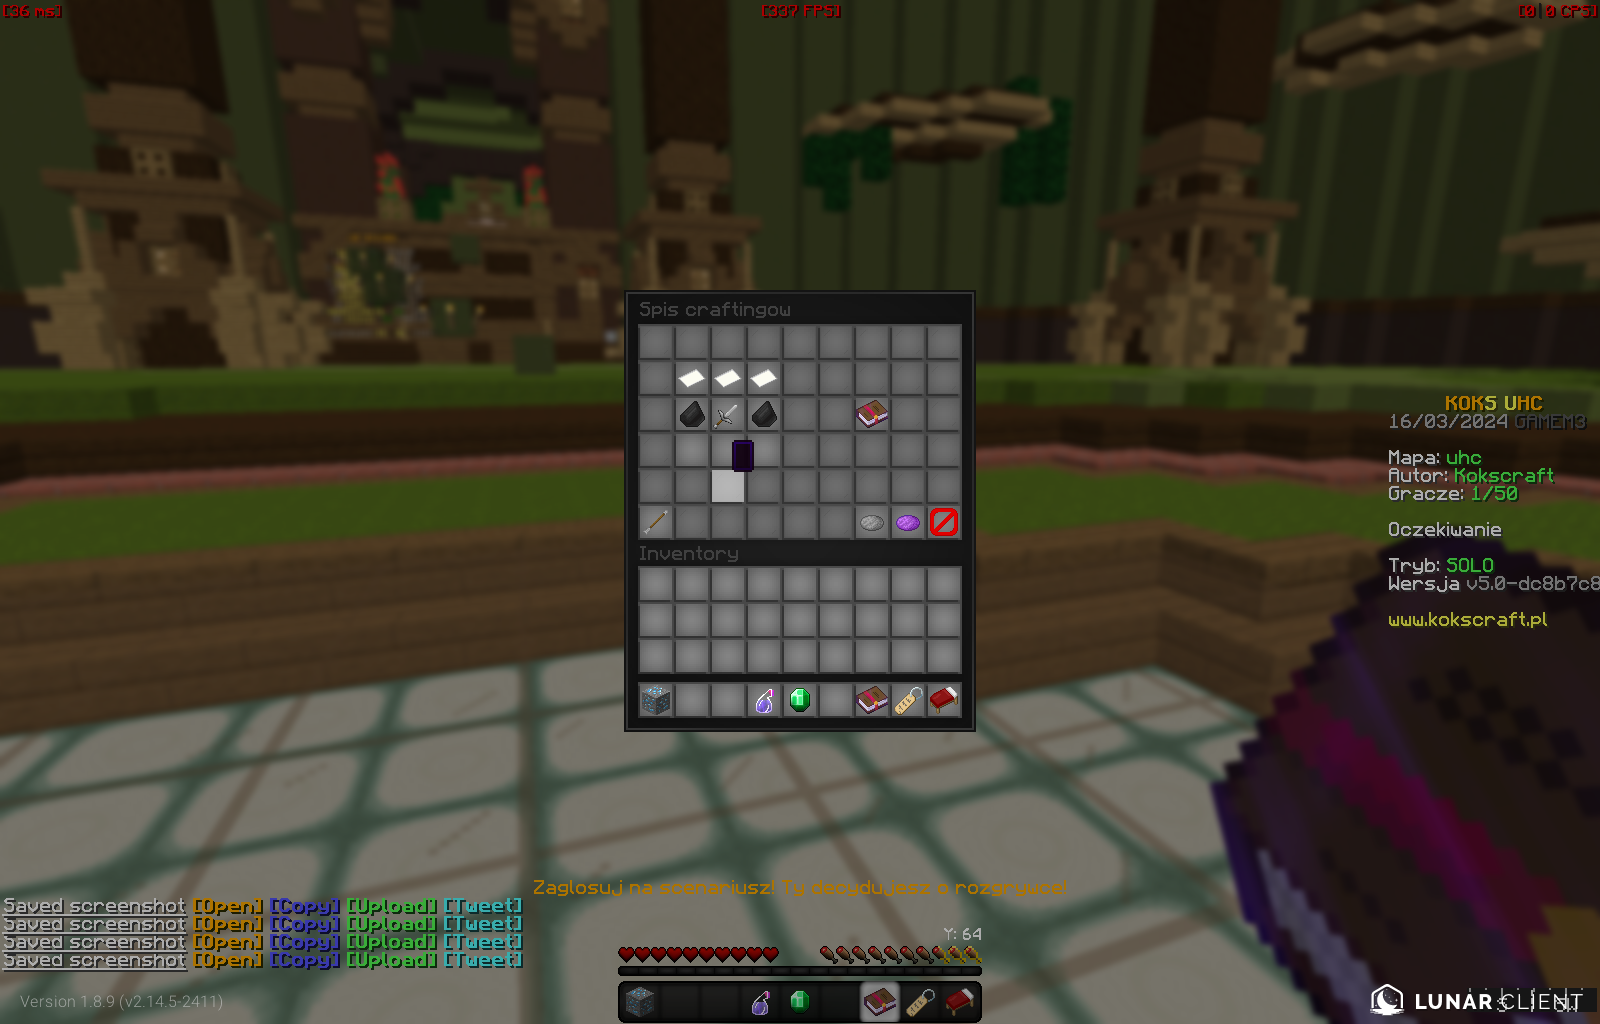 [36 ms]
[337 FPS]
[0|0 CPS]
Spis craftingow
Inventory
KOKS UHC
16/03/2024 GAMEM3
Mapa: uhc
Autor: Kokscraft
Gracze: 1/50
Oczekiwanie
Tryb: SOLO
Wersja v5.0-dc8b7c8
www.kokscraft.pl
Zaglosuj na scenariusz! Ty decydujesz o rozgrywce!
Saved screenshot [Open] [Copy] [Upload] [Tweet]
Saved screenshot [Open] [Copy] [Upload] [Tweet]
Saved screenshot [Open] [Copy] [Upload] [Tweet]
Saved screenshot [Open] [Copy] [Upload] [Tweet]
Y: 64
Version 1.8.9 (v2.14.5-2411)
LUNAR CLIENT